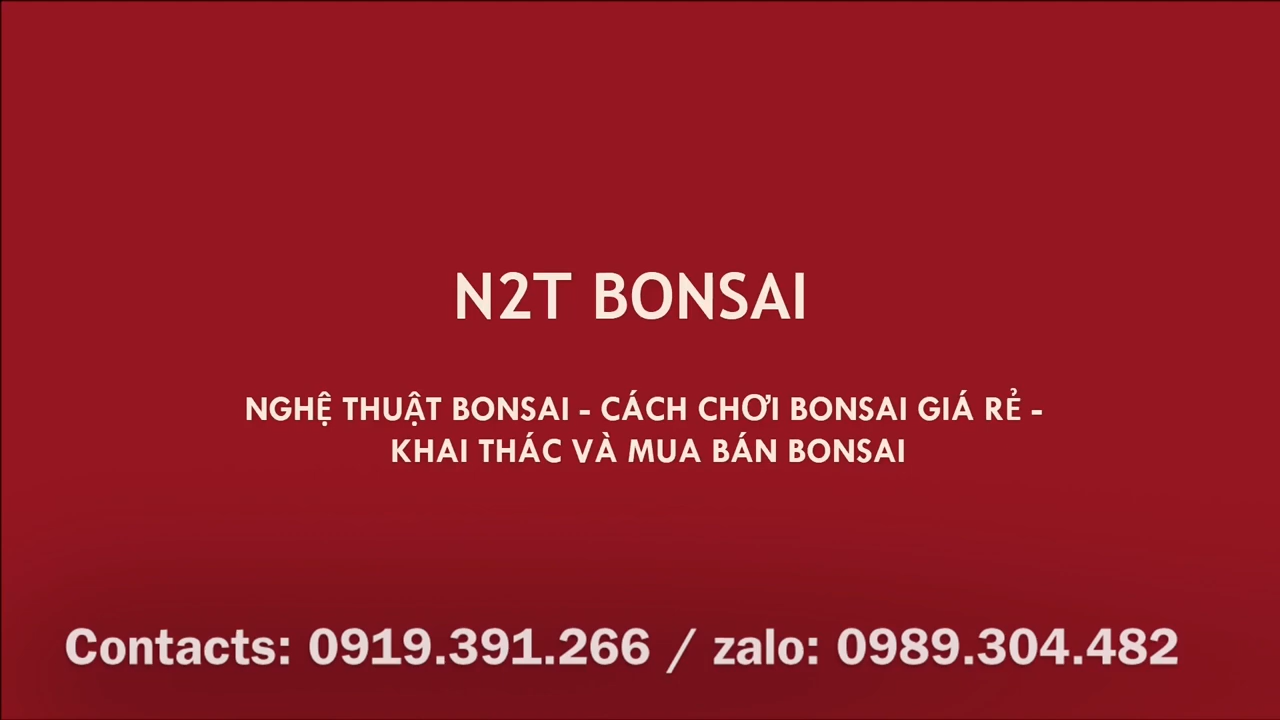 N2T BONSAI
NGHỆ THUẬT BONSAI - CÁCH CHƠI BONSAI GIÁ RẺ -
KHAI THÁC VÀ MUA BÁN BONSAI
Contacts: 0919.391.266 / zalo: 0989.304.482